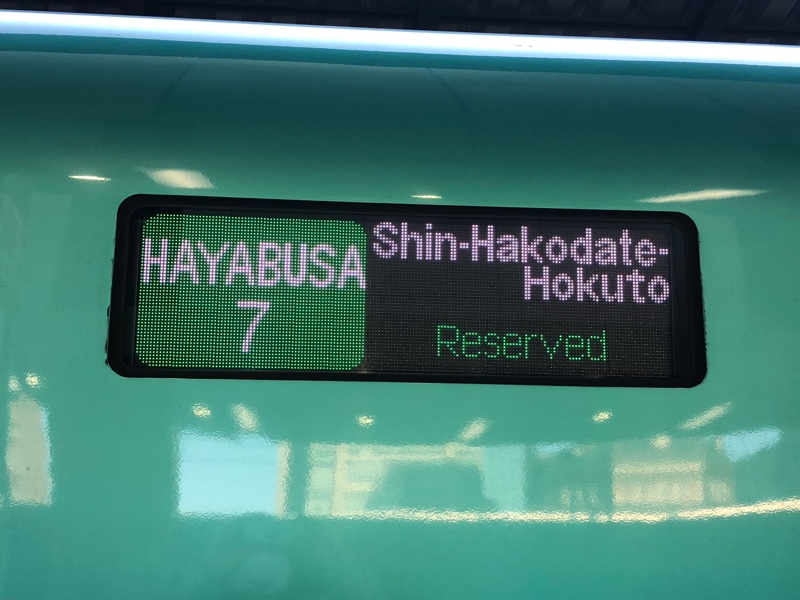 HAYABUSA
7
Shin-Hakodate-
Hokuto
Reserved